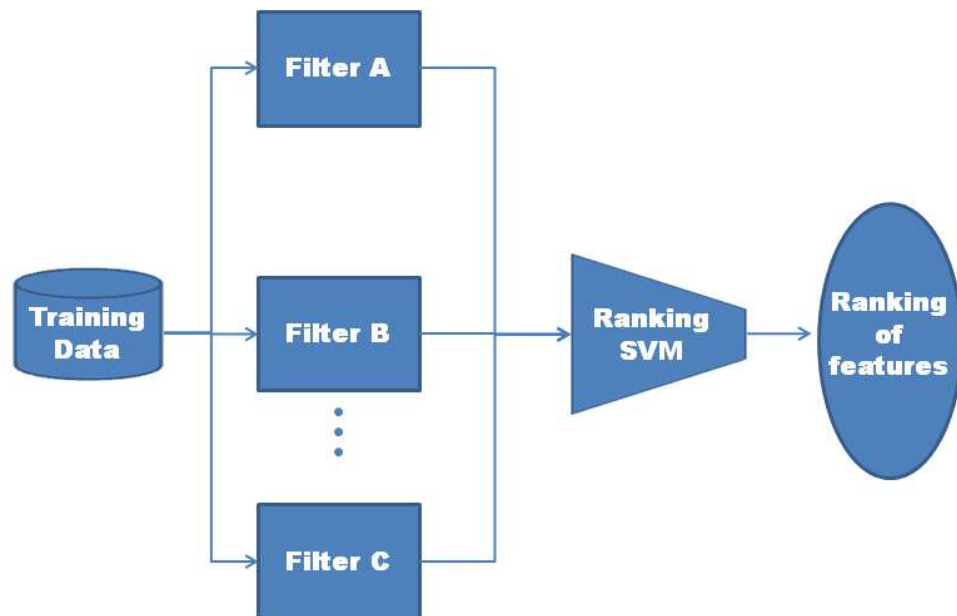 Filter A
Training
Data
Filter B
Filter C
Ranking
SVM
Ranking
of
features